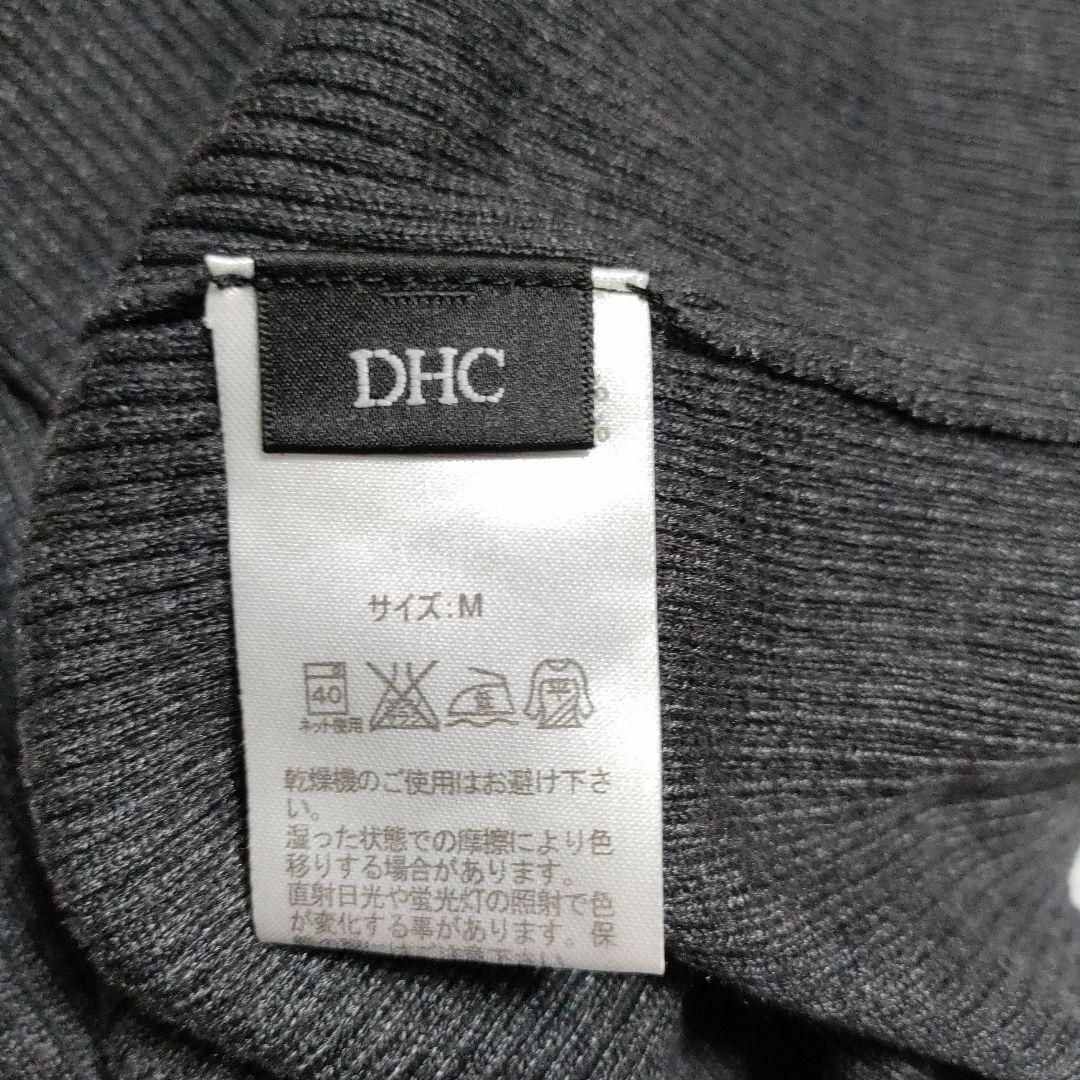 DHC
%
サイズ:M
40
平
ネット使用
乾燥機のご使用はお避け下さ
い。
湿った状態での摩擦により色
移りする場合があります。
直射日光や蛍光灯の照射で色
が変化する事があります。保